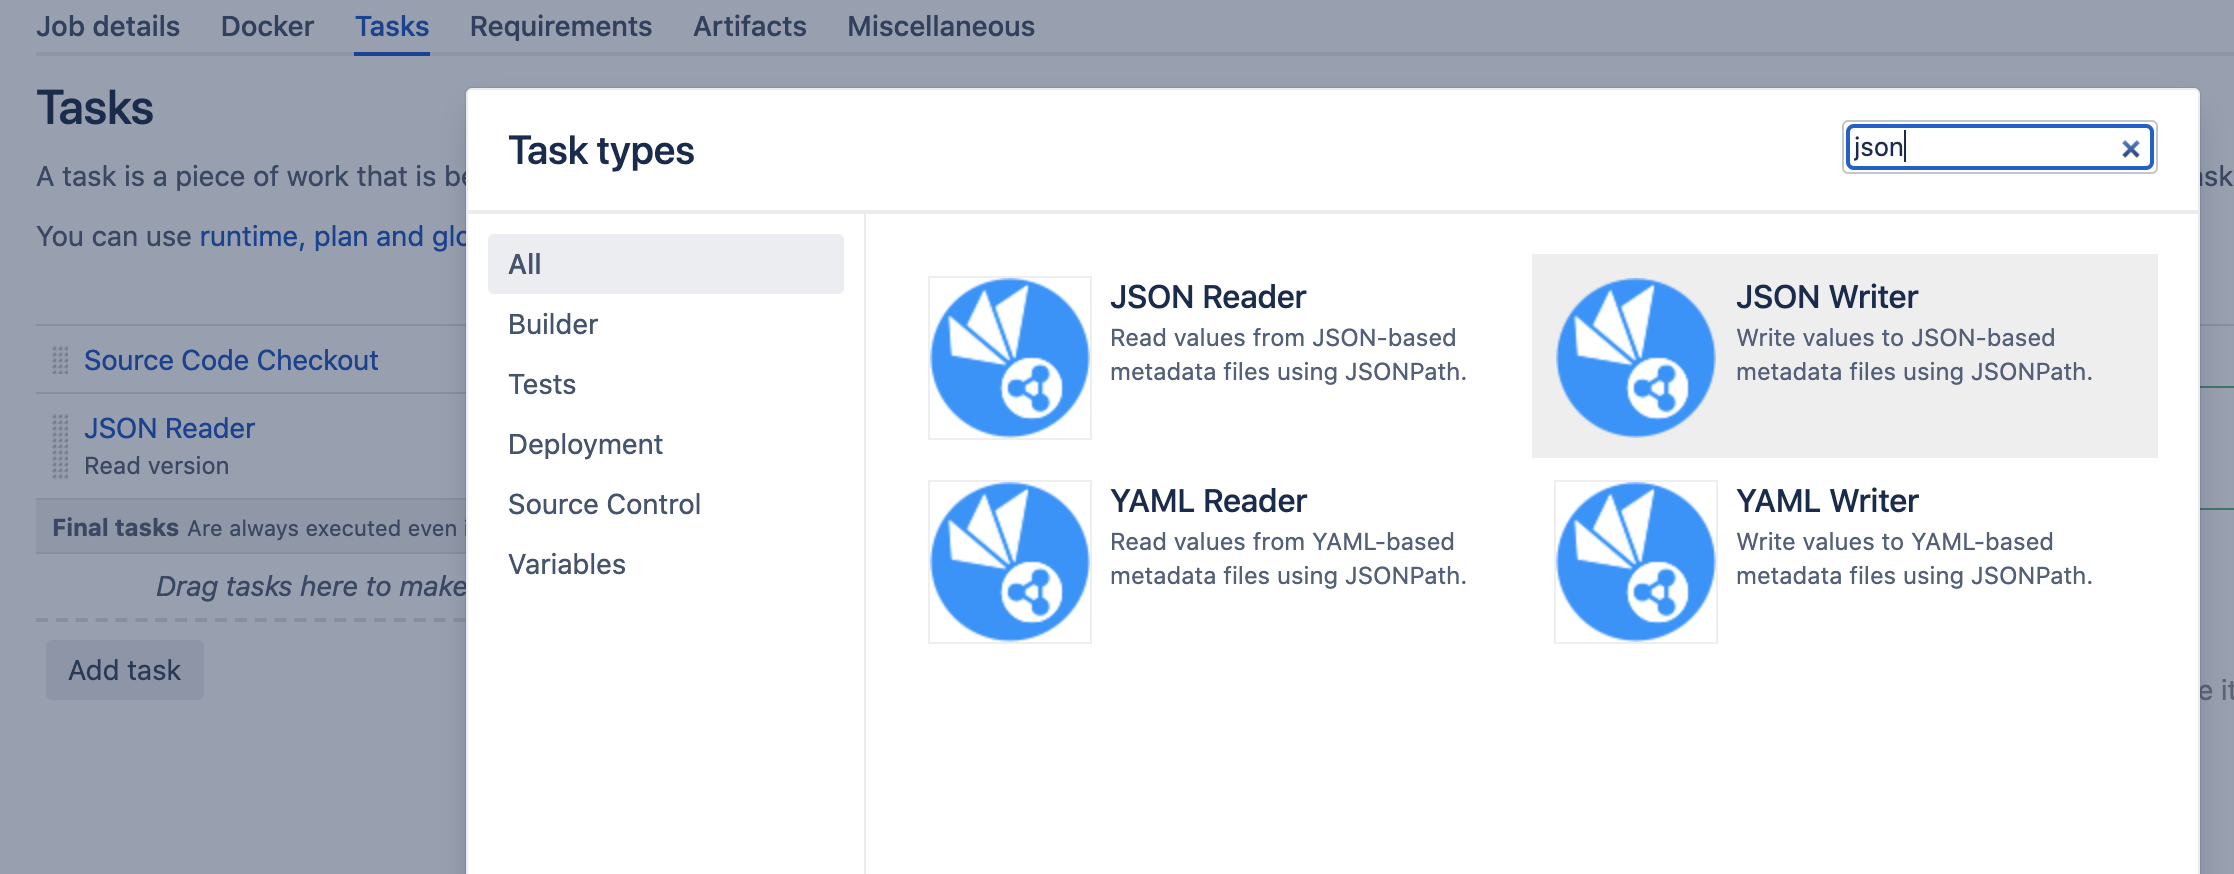 Job details Docker Tasks Requirements Artifacts Miscellaneous
Tasks
A task is a piece of work that is
You can use runtime, plan and
Source Code Checkout
JSON Reader
Read version
Final tasks Are always executed even
Drag tasks here to make
Add task
Task types
json
All
Builder
Tests
Deployment
Source Control
Variables
JSON Reader
Read values from JSON-based
metadata files using JSONPath.
JSON Writer
Write values to JSON-based
metadata files using JSONPath.
YAML Reader
Read values from YAML-based
metadata files using JSONPath.
YAML Writer
Write values to YAML-based
metadata files using JSONPath.